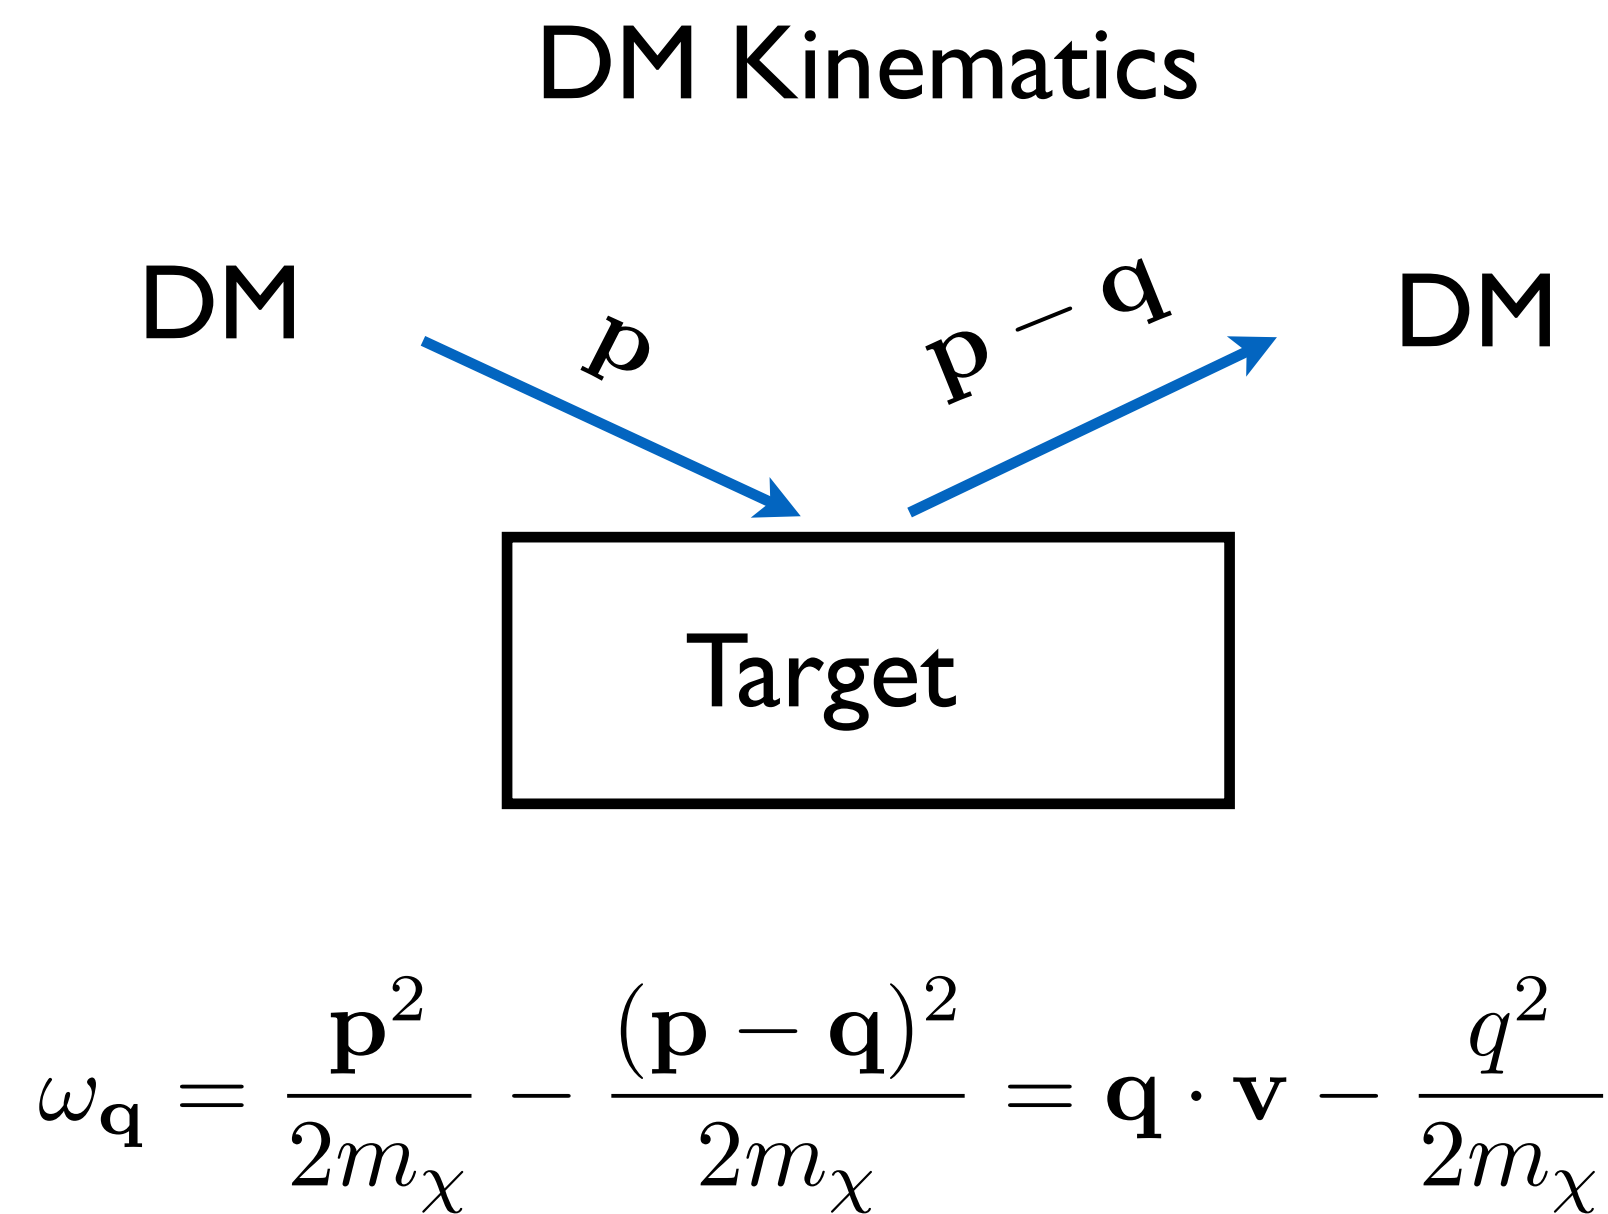 DM Kinematics
DM
p
p − q
DM
Target
ω_q = p²/2m_χ − (p − q)²/2m_χ = q · v − q²/2m_χ